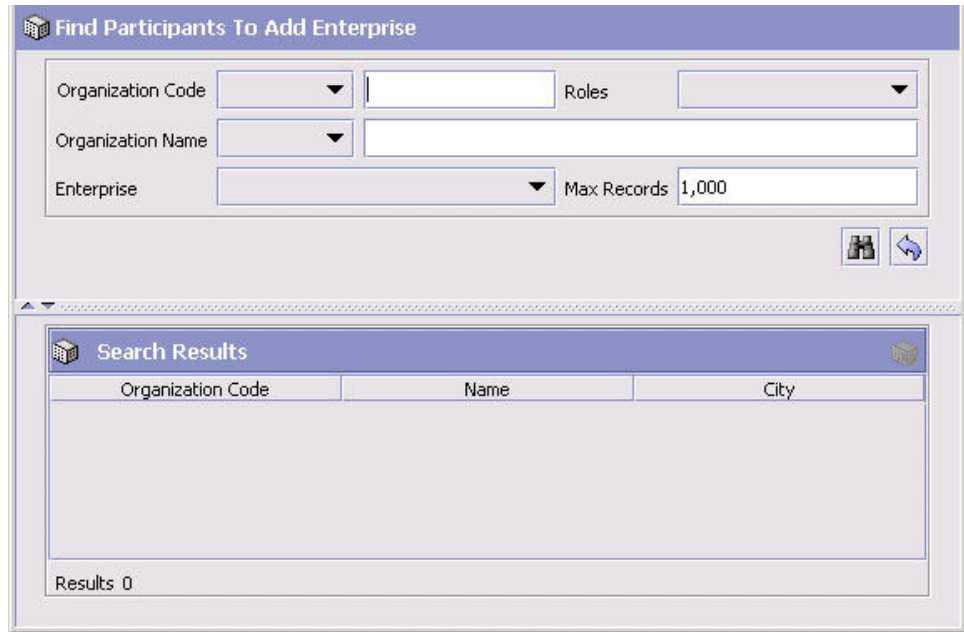 Find Participants To Add Enterprise
Organization Code Roles
Organization Name
Enterprise Max Records 1,000
Search Results
Organization Code Name City
Results 0